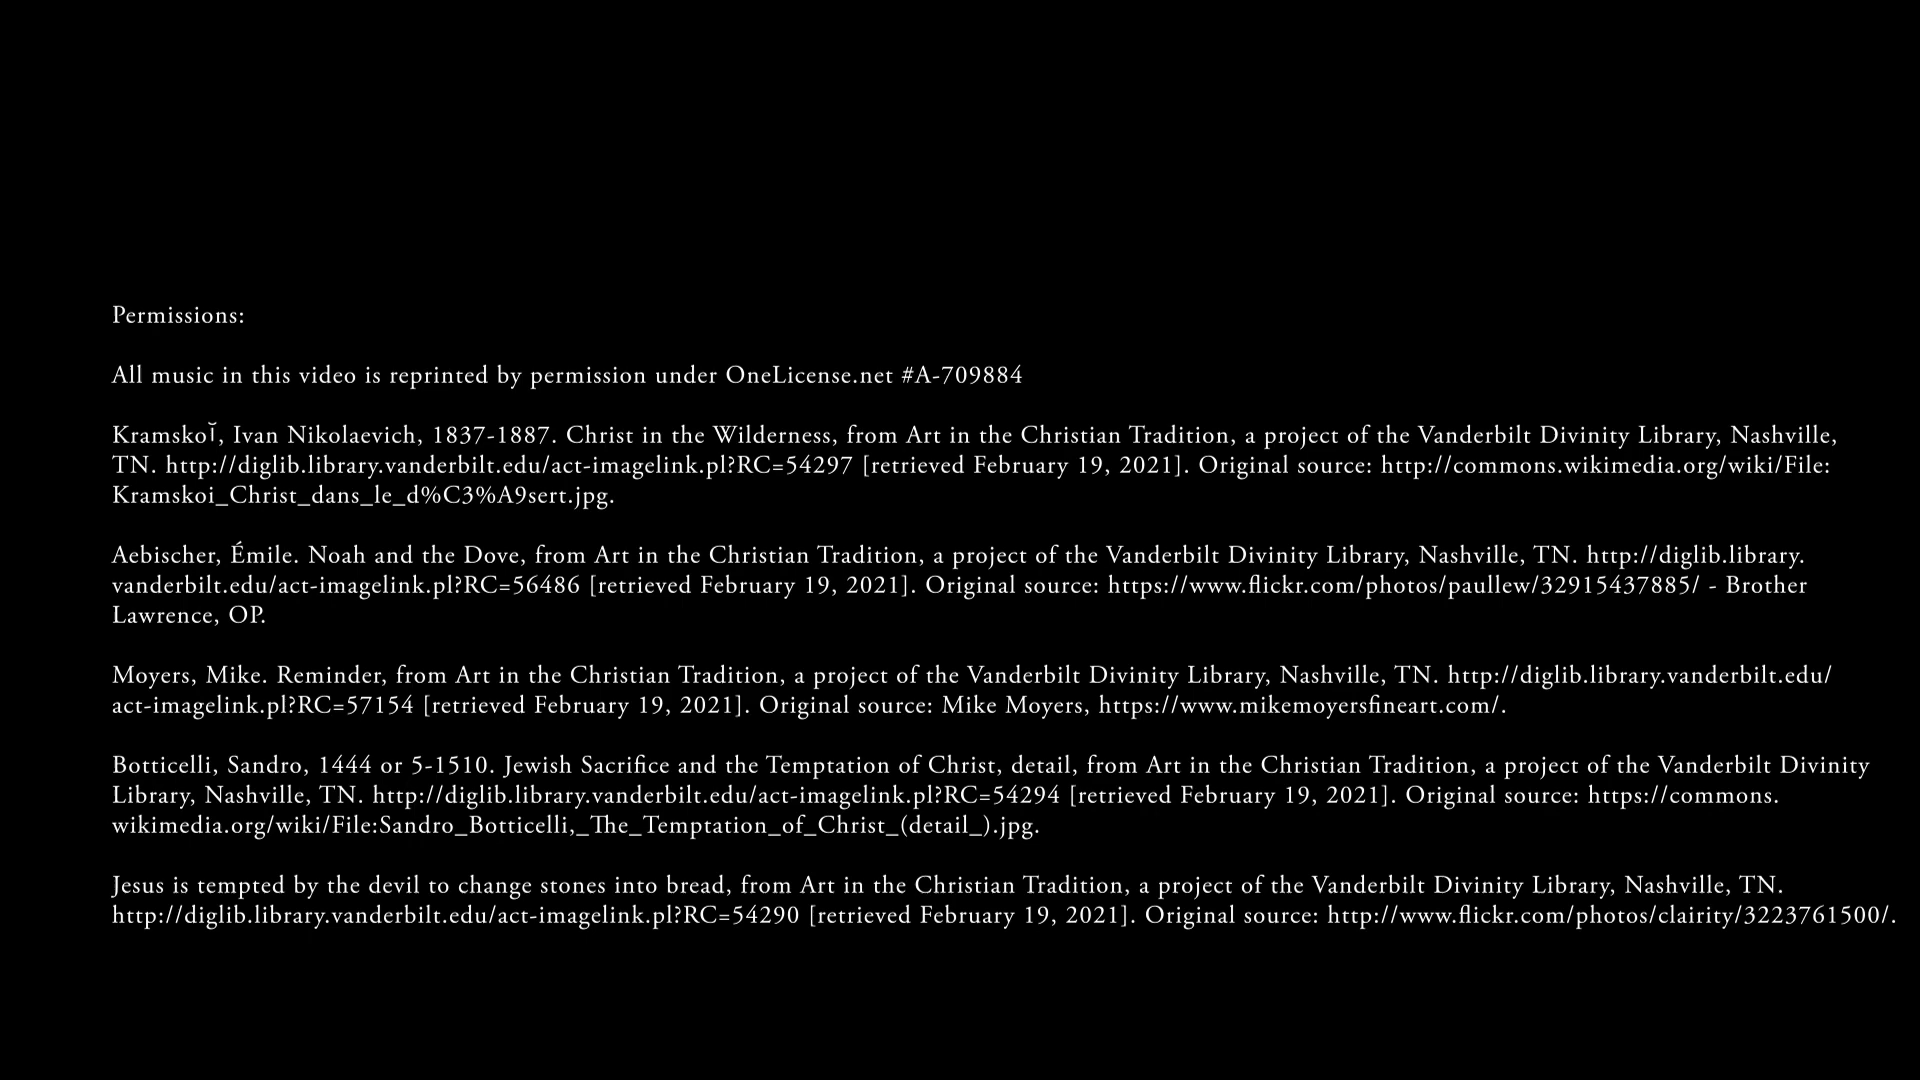 Permissions:
All music in this video is reprinted by permission under OneLicense.net #A-709884
Kramskoĭ, Ivan Nikolaevich, 1837-1887. Christ in the Wilderness, from Art in the Christian Tradition, a project of the Vanderbilt Divinity Library, Nashville,
TN. http://diglib.library.vanderbilt.edu/act-imagelink.pl?RC=54297 [retrieved February 19, 2021]. Original source: http://commons.wikimedia.org/wiki/File:
Kramskoi_Christ_dans_le_d%C3%A9sert.jpg.
Aebischer, Émile. Noah and the Dove, from Art in the Christian Tradition, a project of the Vanderbilt Divinity Library, Nashville, TN. http://diglib.library.
vanderbilt.edu/act-imagelink.pl?RC=56486 [retrieved February 19, 2021]. Original source: https://www.flickr.com/photos/paullew/32915437885/ - Brother
Lawrence, OP.
Moyers, Mike. Reminder, from Art in the Christian Tradition, a project of the Vanderbilt Divinity Library, Nashville, TN. http://diglib.library.vanderbilt.edu/
act-imagelink.pl?RC=57154 [retrieved February 19, 2021]. Original source: Mike Moyers, https://www.mikemoyersfineart.com/.
Botticelli, Sandro, 1444 or 5-1510. Jewish Sacrifice and the Temptation of Christ, detail, from Art in the Christian Tradition, a project of the Vanderbilt Divinity
Library, Nashville, TN. http://diglib.library.vanderbilt.edu/act-imagelink.pl?RC=54294 [retrieved February 19, 2021]. Original source: https://commons.
wikimedia.org/wiki/File:Sandro_Botticelli,_The_Temptation_of_Christ_(detail_).jpg.
Jesus is tempted by the devil to change stones into bread, from Art in the Christian Tradition, a project of the Vanderbilt Divinity Library, Nashville, TN.
http://diglib.library.vanderbilt.edu/act-imagelink.pl?RC=54290 [retrieved February 19, 2021]. Original source: http://www.flickr.com/photos/clairity/3223761500/.